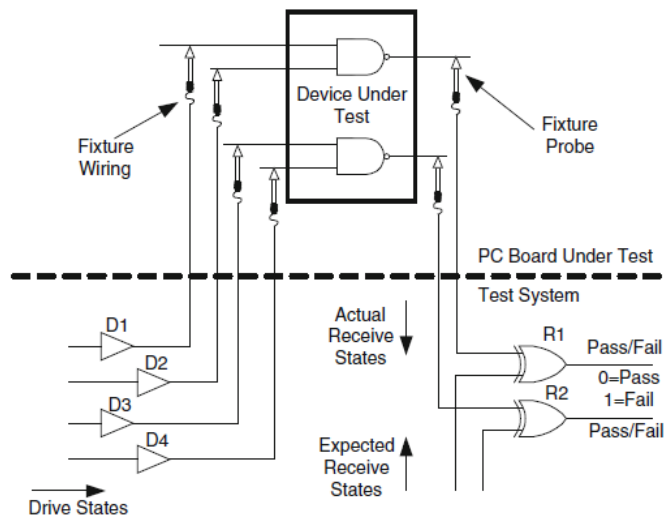 Device Under
Test
Fixture
Wiring
Fixture
Probe
PC Board Under Test
Test System
D1
D2
D3
D4
Drive States
Actual
Receive
States
Expected
Receive
States
R1
Pass/Fail
0=Pass
1=Fail
R2
Pass/Fail